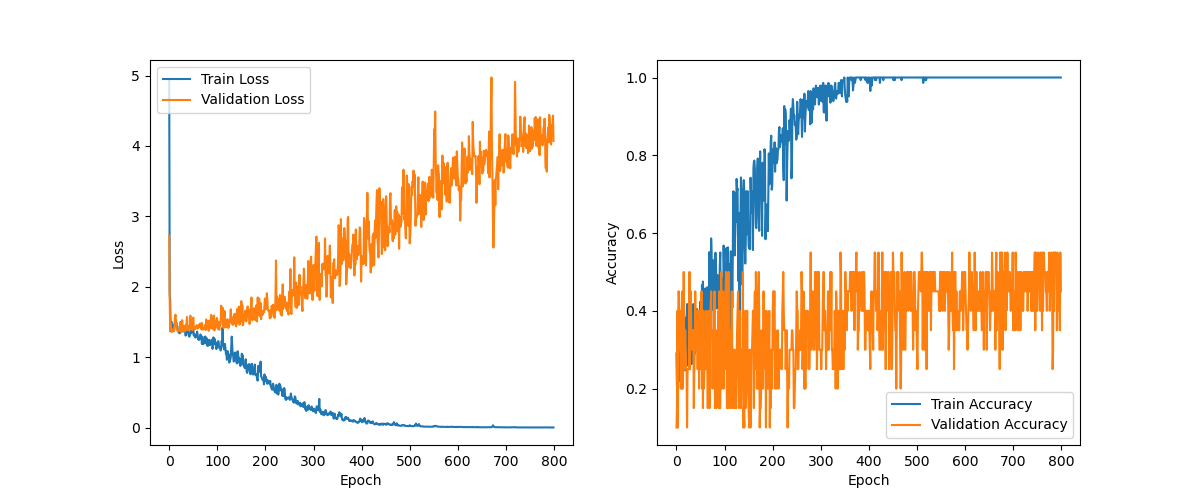 Train Loss
Validation Loss
Loss
5
4
3
2
1
0
0 100 200 300 400 500 600 700 800
Epoch
Accuracy
1.0
0.8
0.6
0.4
0.2
Train Accuracy
Validation Accuracy
0 100 200 300 400 500 600 700 800
Epoch